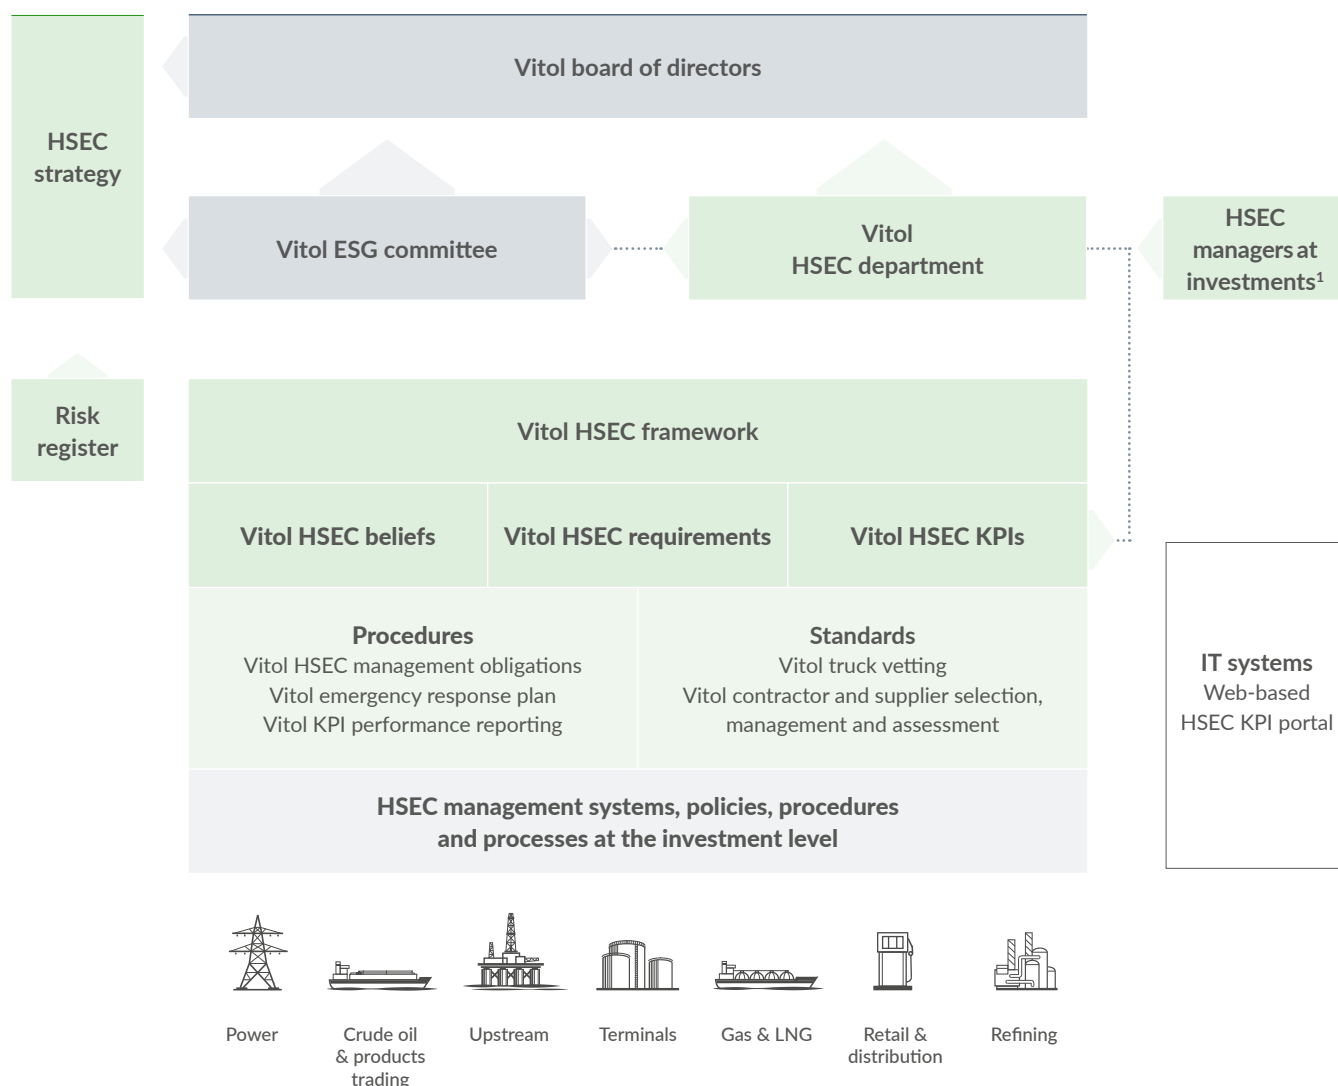 Vitol board of directors
HSEC
strategy
Vitol ESG committee
Vitol
HSEC department
HSEC
managers at
investments¹
Risk
register
Vitol HSEC framework
Vitol HSEC beliefs
Vitol HSEC requirements
Vitol HSEC KPIs
Procedures
Vitol HSEC management obligations
Vitol emergency response plan
Vitol KPI performance reporting
Standards
Vitol truck vetting
Vitol contractor and supplier selection,
management and assessment
IT systems
Web-based
HSEC KPI portal
HSEC management systems, policies, procedures
and processes at the investment level
Power
Crude oil
& products
trading
Upstream
Terminals
Gas & LNG
Retail &
distribution
Refining